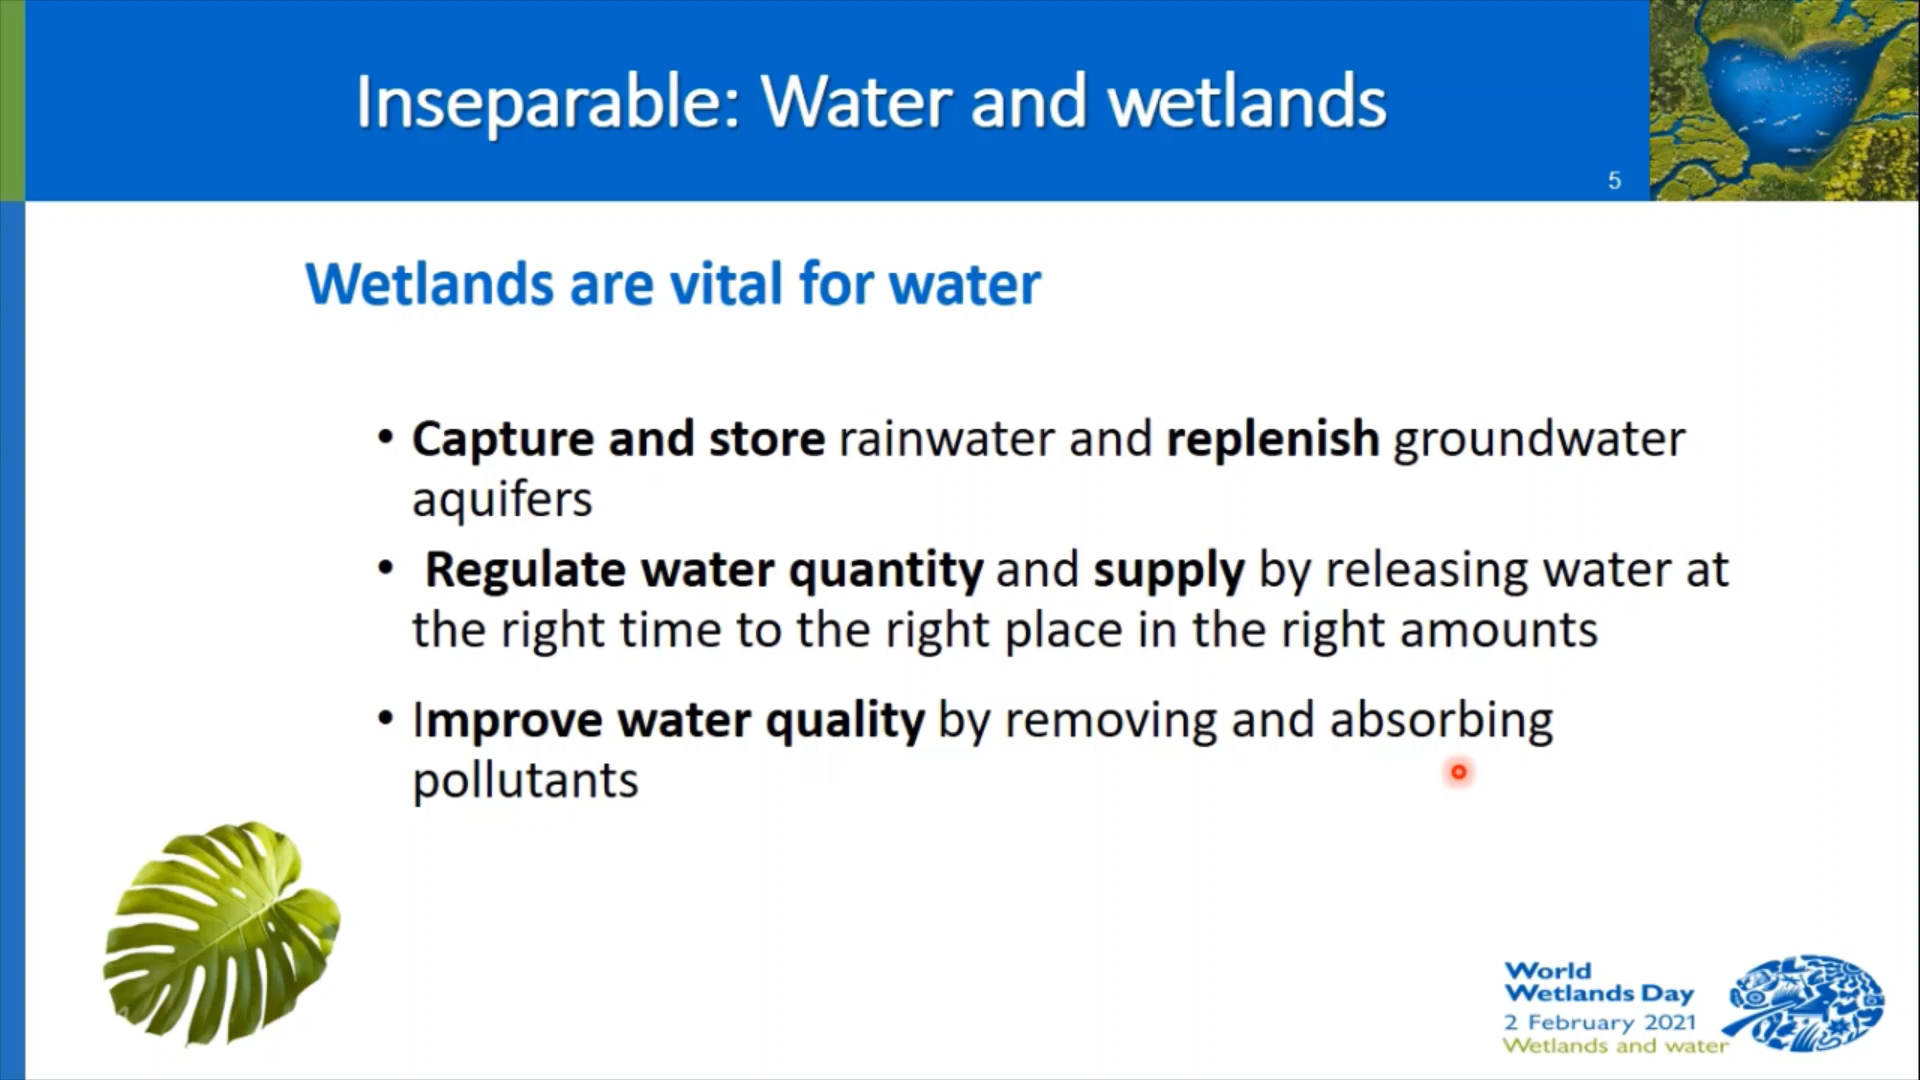 Inseparable: Water and wetlands
5
Wetlands are vital for water
• Capture and store rainwater and replenish groundwater
aquifers
• Regulate water quantity and supply by releasing water at
the right time to the right place in the right amounts
• Improve water quality by removing and absorbing
pollutants
World
Wetlands Day
2 February 2021
Wetlands and water